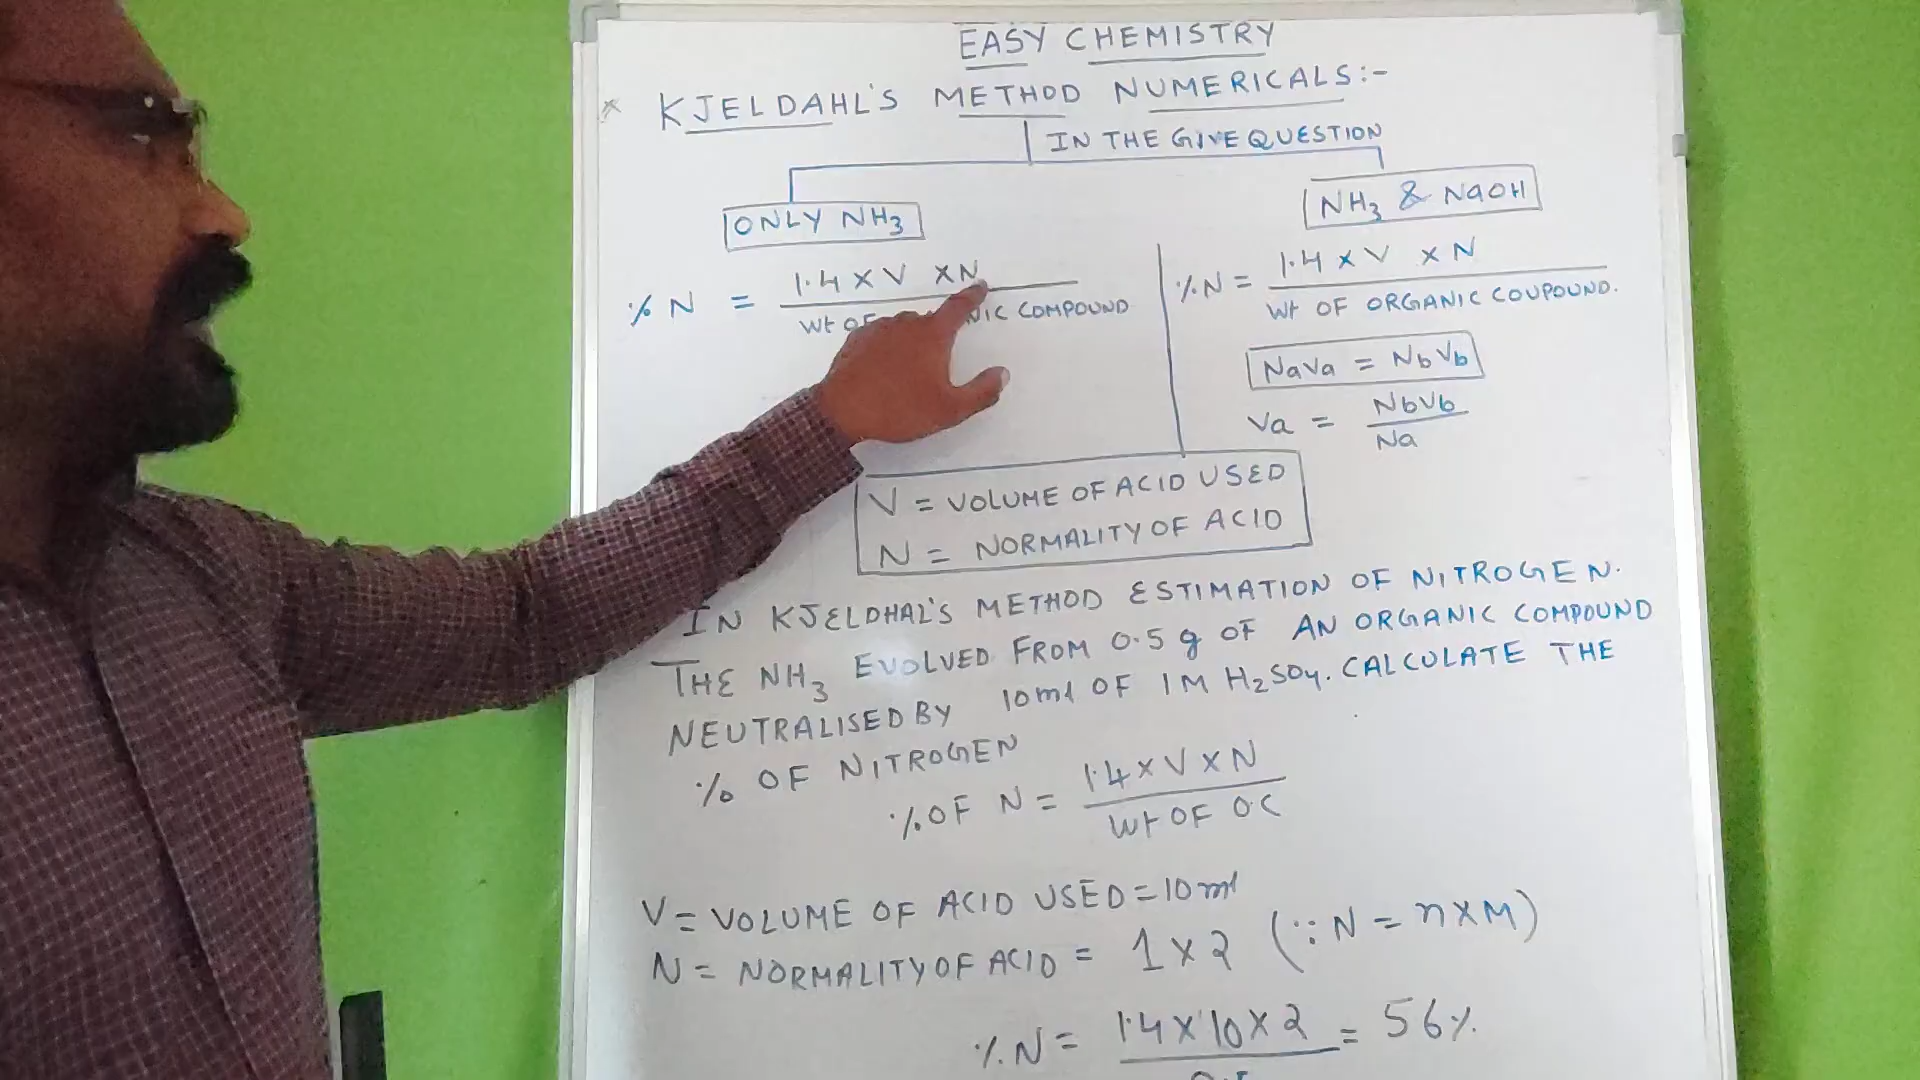 EASY CHEMISTRY
* KJELDAHL'S METHOD NUMERICALS:-
IN THE GIVE QUESTION
ONLY NH3
%N = 1.4 x V x N
Wt OF NIC COMPOUND
NH3 & NaOH
%N = 1.4 x V x N
Wt OF ORGANIC COUPOUND.
NaVa = NbVb
Va = NbVb
Na
V = VOLUME OF ACID USED
N = NORMALITY OF ACID
IN KJELDHAL'S METHOD ESTIMATION OF NITROGEN.
THE NH3 EVOLVED FROM 0.5 g OF AN ORGANIC COMPOUND
NEUTRALISED BY 10ml OF 1M H2SO4. CALCULATE THE
% OF NITROGEN
% OF N = 1.4 x V x N
Wt OF O.C
V = VOLUME OF ACID USED = 10 ml
N = NORMALITY OF ACID = 1 x 2 (∵ N = n x M)
%N = 1.4 x 10 x 2 = 56%